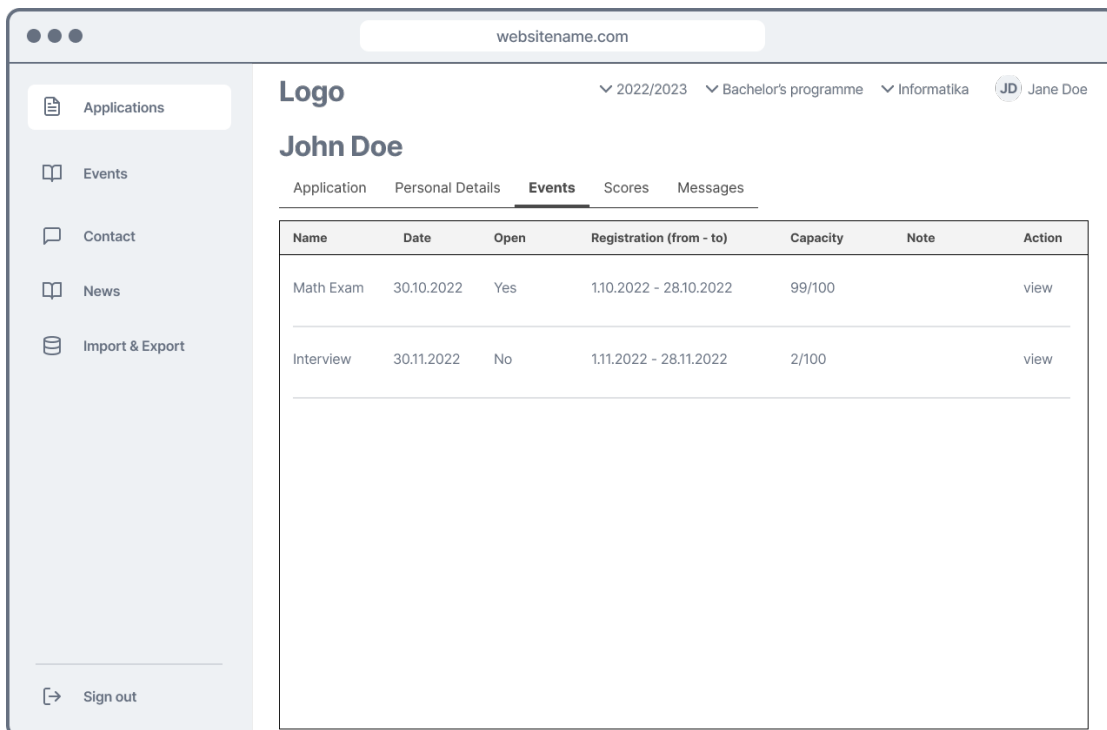 websitename.com
Applications
Events
Contact
News
Import & Export
Sign out
Logo
2022/2023 Bachelor's programme Informatika JD Jane Doe
John Doe
Application Personal Details Events Scores Messages
Name Date Open Registration (from - to) Capacity Note Action
Math Exam 30.10.2022 Yes 1.10.2022 - 28.10.2022 99/100 view
Interview 30.11.2022 No 1.11.2022 - 28.11.2022 2/100 view